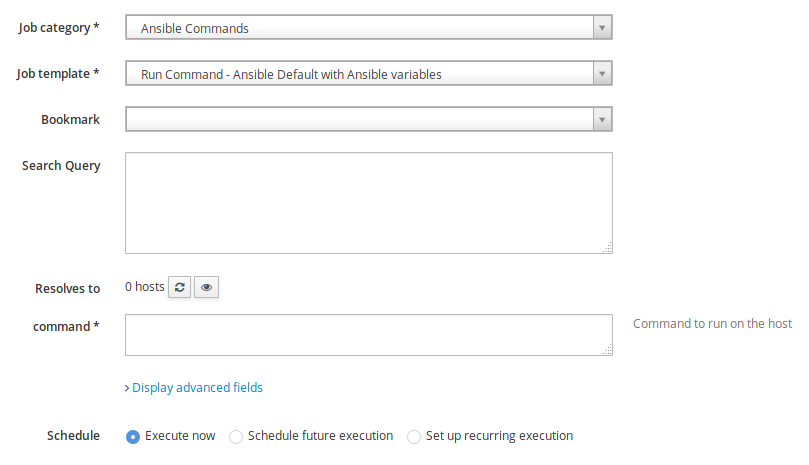 Job category * Ansible Commands
Job template * Run Command - Ansible Default with Ansible variables
Bookmark
Search Query
Resolves to 0 hosts
command * Command to run on the host
Display advanced fields
Schedule Execute now Schedule future execution Set up recurring execution